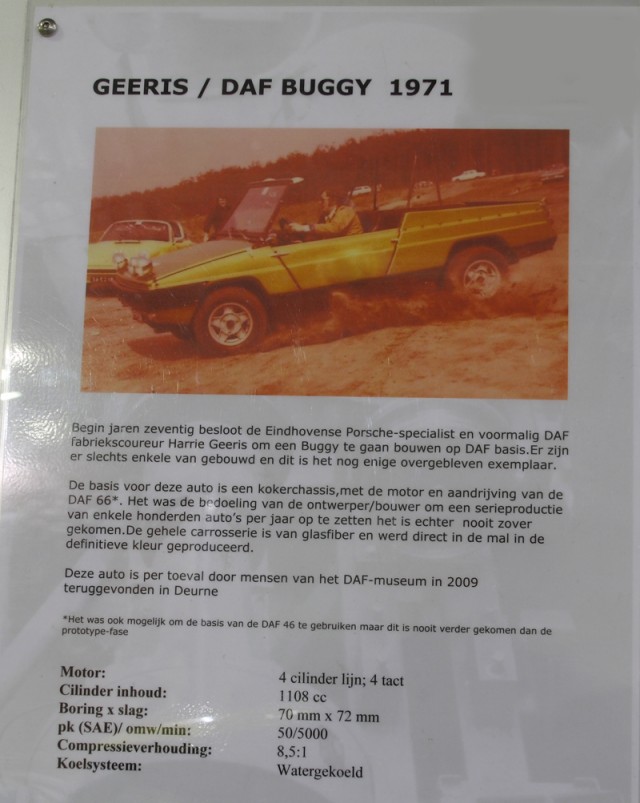 GEERIS / DAF BUGGY 1971
Begin jaren zeventig besloot de Eindhovense Porsche-specialist en voormalig DAF
fabriekscoureur Harrie Geeris om een Buggy te gaan bouwen op DAF basis.Er zijn
er slechts enkele van gebouwd en dit is het nog enige overgebleven exemplaar.
De basis voor deze auto is een kokerchassis,met de motor en aandrijving van de
DAF 66*. Het was de bedoeling van de ontwerper/bouwer om een serieproductie
van enkele honderden auto's per jaar op te zetten het is echter nooit zover
gekomen.De gehele carrosserie is van glasfiber en werd direct in de mal in de
definitieve kleur geproduceerd.
Deze auto is per toeval door mensen van het DAF-museum in 2009
teruggevonden in Deurne
*Het was ook mogelijk om de basis van de DAF 46 te gebruiken maar dit is nooit verder gekomen dan de
prototype-fase
Motor: 4 cilinder lijn; 4 takt
Cilinder inhoud: 1108 cc
Boring x slag: 70 mm x 72 mm
pk (SAE)/ omw/min: 50/5000
Compressieverhouding: 8,5:1
Koelsysteem: Watergekoeld